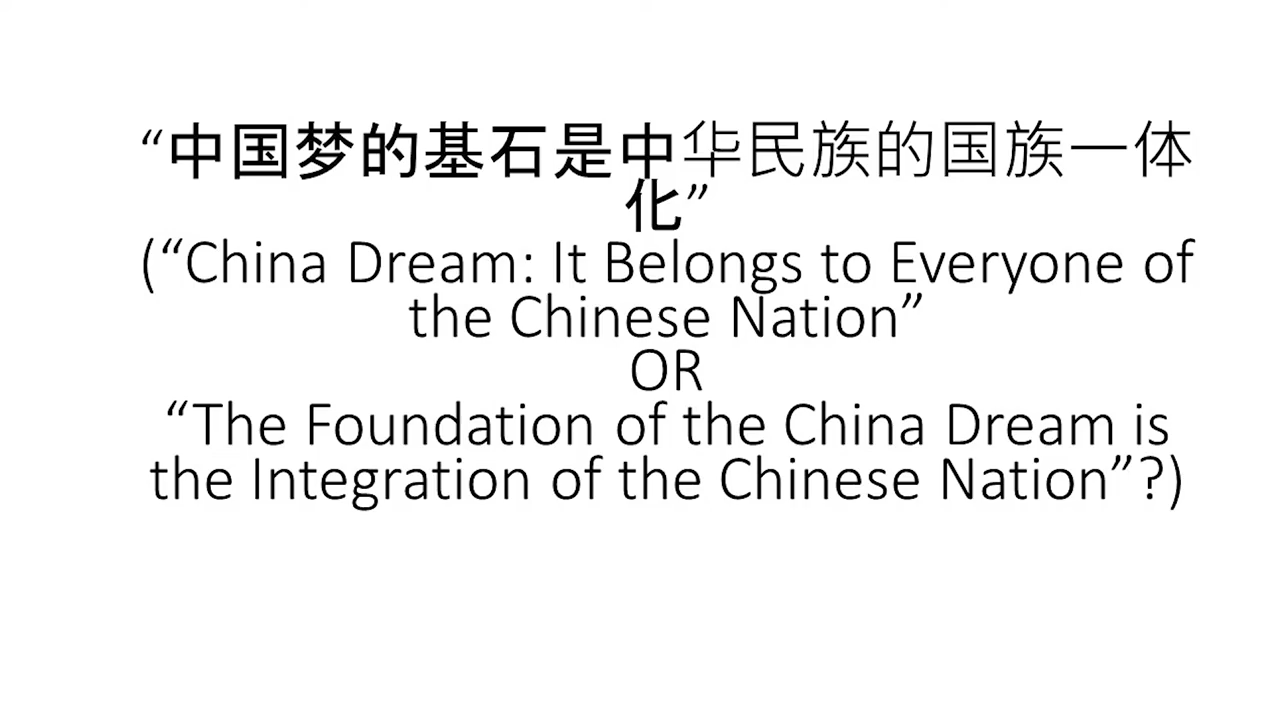 “中国梦的基石是中华民族的国族一体
化”
(“China Dream: It Belongs to Everyone of
the Chinese Nation”
OR
“The Foundation of the China Dream is
the Integration of the Chinese Nation”?)